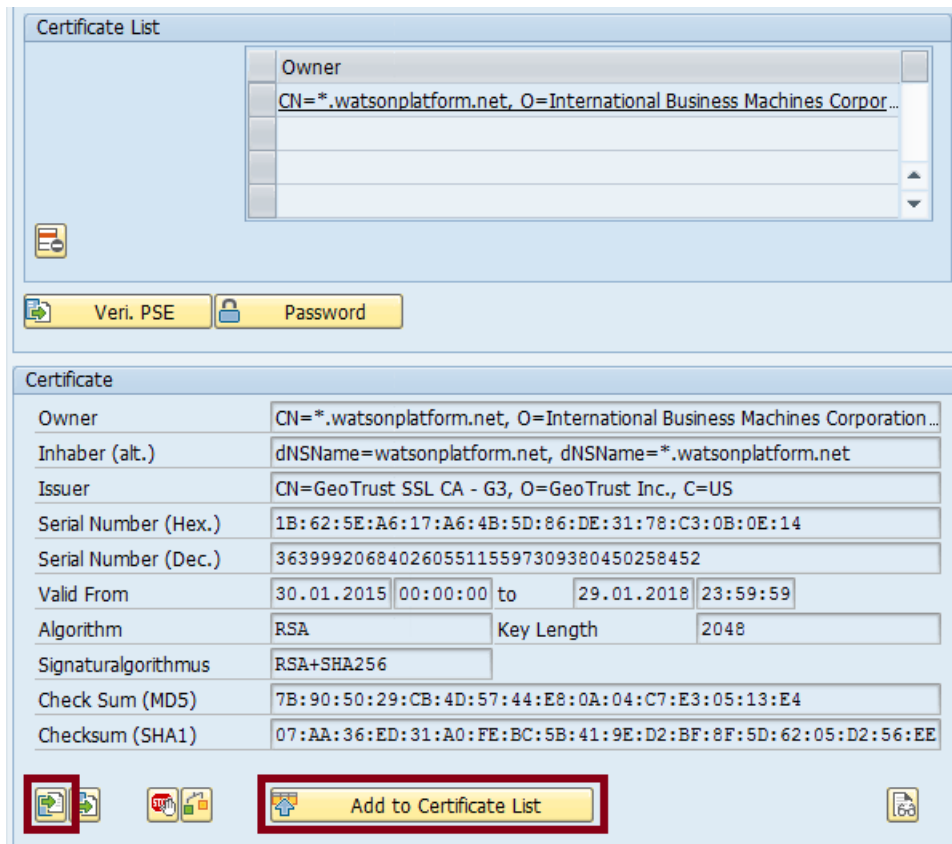 Certificate List
Owner
CN=*.watsonplatform.net, O=International Business Machines Corpor...
Veri. PSE Password
Certificate
Owner CN=*.watsonplatform.net, O=International Business Machines Corporation...
Inhaber (alt.) dNSName=watsonplatform.net, dNSName=*.watsonplatform.net
Issuer CN=GeoTrust SSL CA - G3, O=GeoTrust Inc., C=US
Serial Number (Hex.) 1B:62:5E:A6:17:A6:4B:5D:86:DE:31:78:C3:0B:0E:14
Serial Number (Dec.) 36399920684026055115597309380450258452
Valid From 30.01.2015 00:00:00 to 29.01.2018 23:59:59
Algorithm RSA Key Length 2048
Signaturalgorithmus RSA+SHA256
Check Sum (MD5) 7B:90:50:29:CB:4D:57:44:E8:0A:04:C7:E3:05:13:E4
Checksum (SHA1) 07:AA:36:ED:31:A0:FE:BC:5B:41:9E:D2:BF:8F:5D:62:05:D2:56:EE
STOP Add to Certificate List